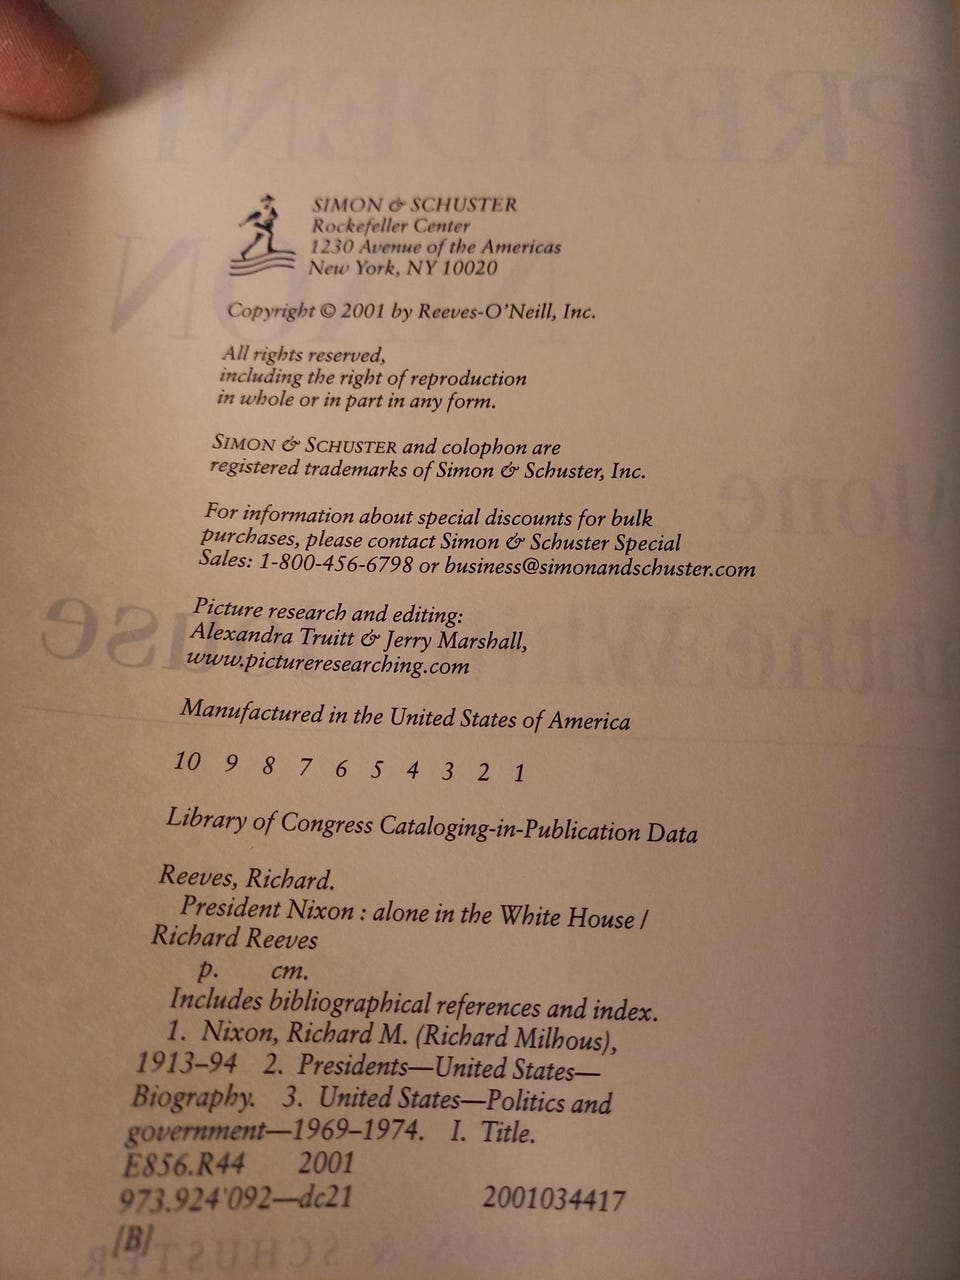 SIMON & SCHUSTER
Rockefeller Center
1230 Avenue of the Americas
New York, NY 10020
Copyright © 2001 by Reeves-O'Neill, Inc.
All rights reserved,
including the right of reproduction
in whole or in part in any form.
SIMON & SCHUSTER and colophon are
registered trademarks of Simon & Schuster, Inc.
For information about special discounts for bulk
purchases, please contact Simon & Schuster Special
Sales: 1-800-456-6798 or business@simonandschuster.com
Picture research and editing:
Alexandra Truitt & Jerry Marshall,
www.pictureresearching.com
Manufactured in the United States of America
10 9 8 7 6 5 4 3 2 1
Library of Congress Cataloging-in-Publication Data
Reeves, Richard.
President Nixon : alone in the White House /
Richard Reeves
p. cm.
Includes bibliographical references and index.
1. Nixon, Richard M. (Richard Milhous),
1913–94 2. Presidents—United States—
Biography. 3. United States—Politics and
government—1969–1974. I. Title.
E856.R44 2001
973.924'092—dc21 2001034417
[B]